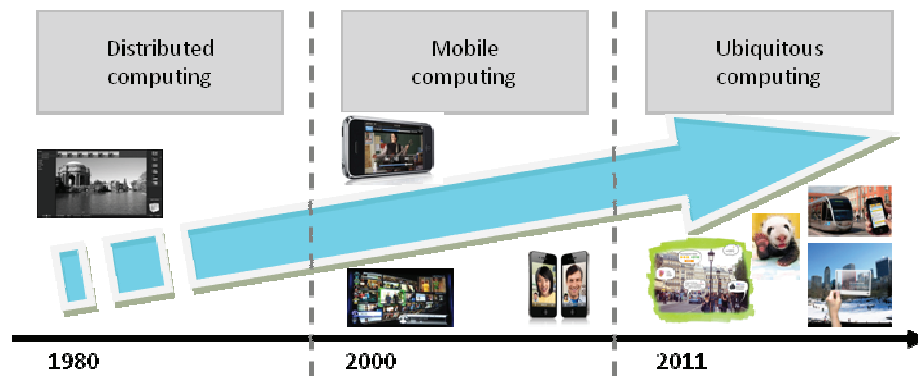 Distributed
computing
Mobile
computing
Ubiquitous
computing
1980
2000
2011